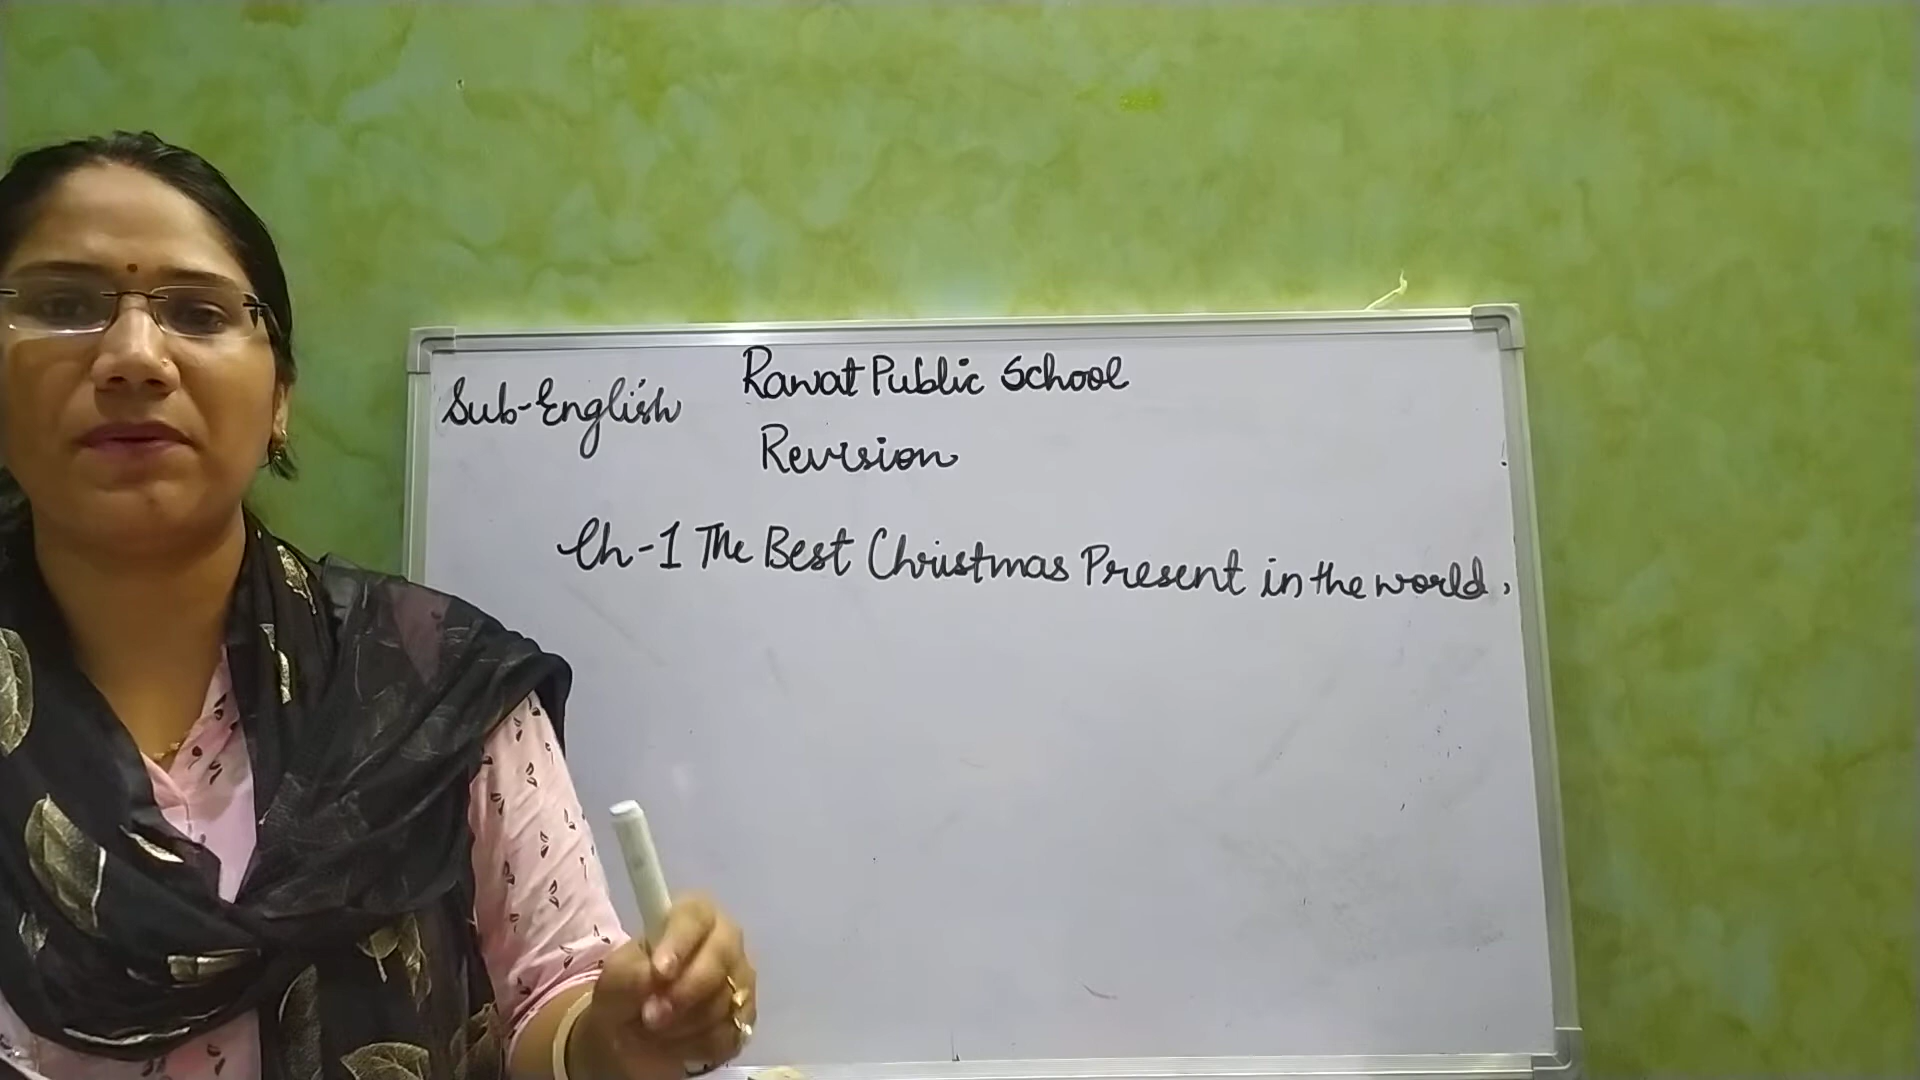 Rawat Public School
Sub-English
Revision
Ch-1 The Best Christmas Present in the world,